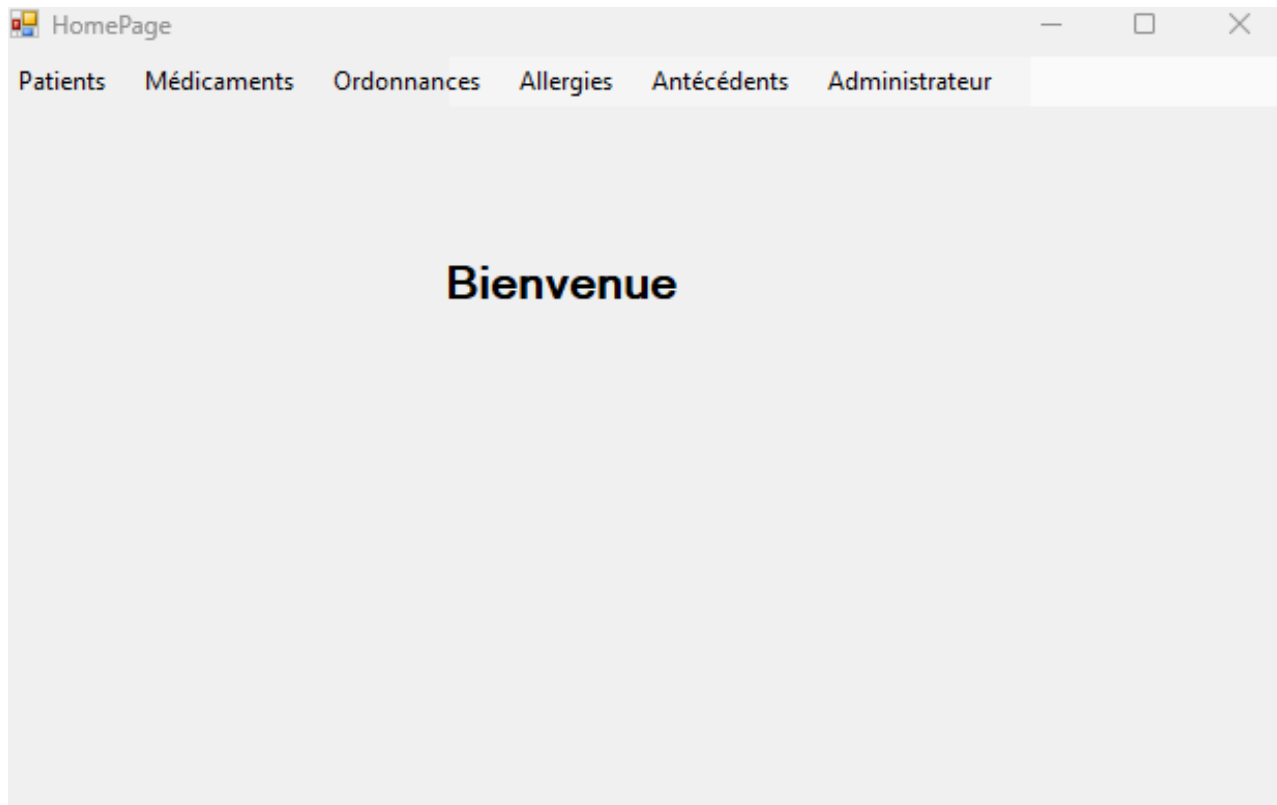 HomePage
Patients Médicaments Ordonnances Allergies Antécédents Administrateur
Bienvenue